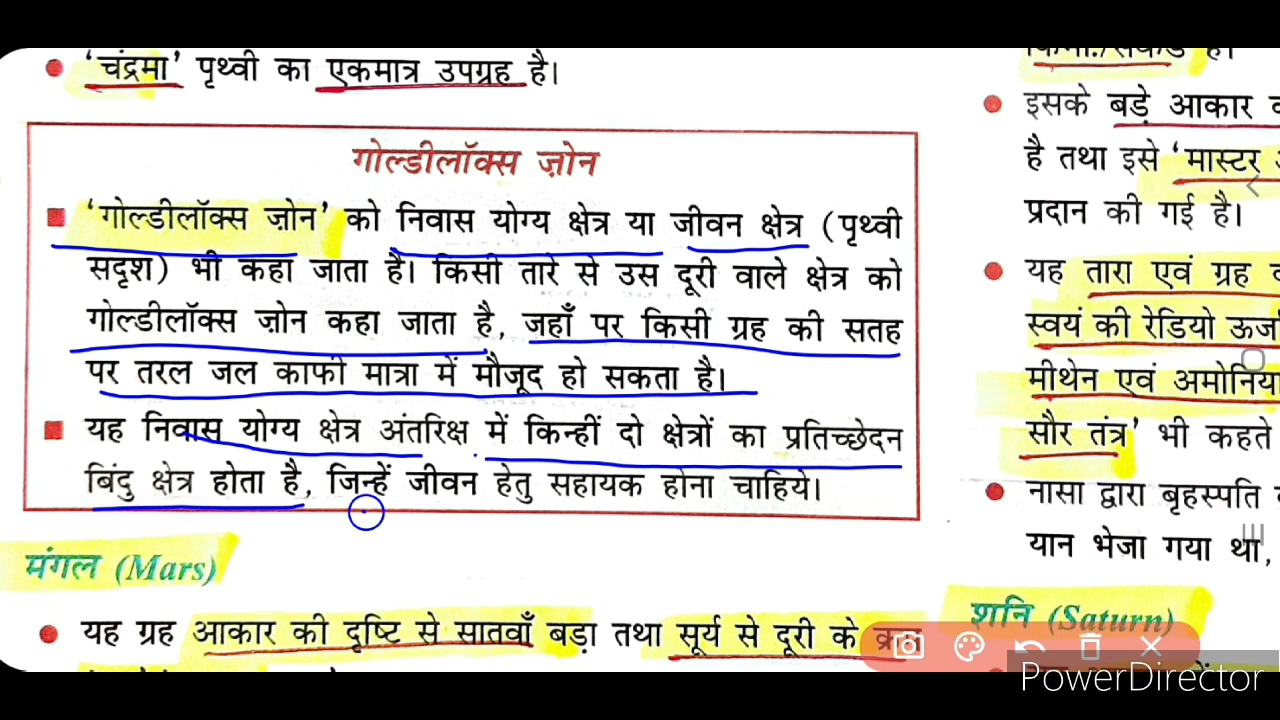 'चंद्रमा' पृथ्वी का एकमात्र उपग्रह है।
गोल्डीलॉक्स ज़ोन
'गोल्डीलॉक्स ज़ोन' को निवास योग्य क्षेत्र या जीवन क्षेत्र (पृथ्वी
सदृश) भी कहा जाता है। किसी तारे से उस दूरी वाले क्षेत्र को
गोल्डीलॉक्स ज़ोन कहा जाता है, जहाँ पर किसी ग्रह की सतह
पर तरल जल काफी मात्रा में मौजूद हो सकता है।
यह निवास योग्य क्षेत्र अंतरिक्ष में किन्हीं दो क्षेत्रों का प्रतिच्छेदन
बिंदु क्षेत्र होता है, जिन्हें जीवन हेतु सहायक होना चाहिये।
मंगल (Mars)
यह ग्रह आकार की दृष्टि से सातवाँ बड़ा तथा सूर्य से दूरी के
है।
इसके बड़े आकार
है तथा इसे 'मास्टर
प्रदान की गई है।
यह तारा एवं ग्रह
स्वयं की रेडियो
मीथेन एवं अमोनिया
सौर तंत्र' भी कहते
नासा द्वारा बृहस्पति
यान भेजा गया था,
शनि (Saturn)
PowerDirector